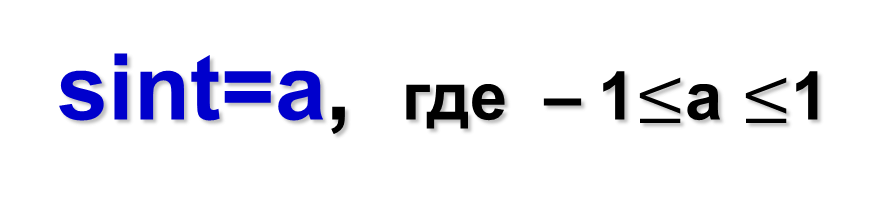 sint=a, где – 1≤a ≤1